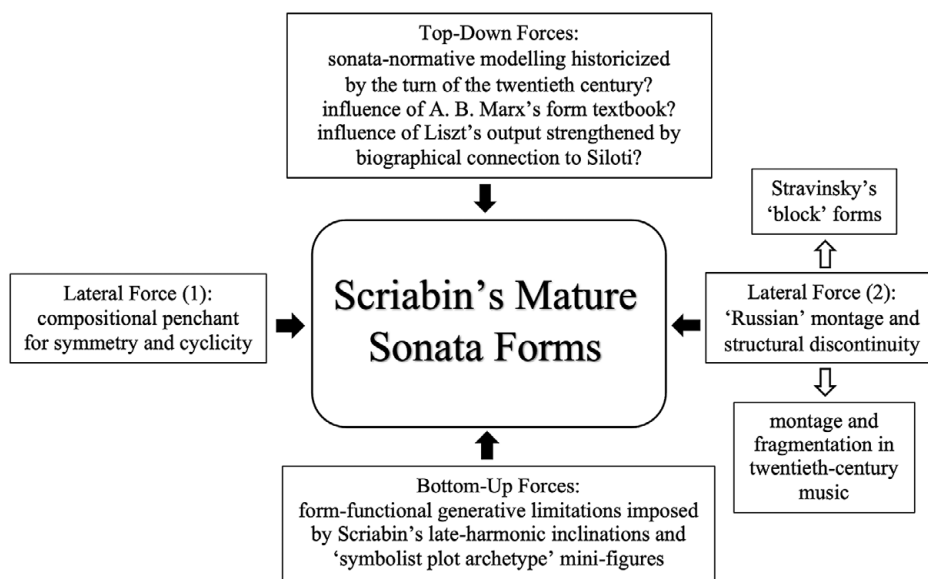 Top-Down Forces:
sonata-normative modelling historicized
by the turn of the twentieth century?
influence of A. B. Marx’s form textbook?
influence of Liszt’s output strengthened by
biographical connection to Siloti?
Stravinsky’s
‘block’ forms
Lateral Force (1):
compositional penchant
for symmetry and cyclicity
Scriabin’s Mature
Sonata Forms
Lateral Force (2):
‘Russian’ montage and
structural discontinuity
montage and
fragmentation in
twentieth-century
music
Bottom-Up Forces:
form-functional generative limitations imposed
by Scriabin’s late-harmonic inclinations and
‘symbolist plot archetype’ mini-figures